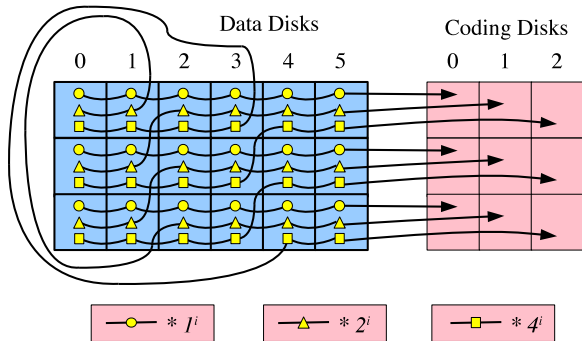 Data Disks Coding Disks
0 1 2 3 4 5 0 1 2
* 1ⁱ * 2ⁱ * 4ⁱ